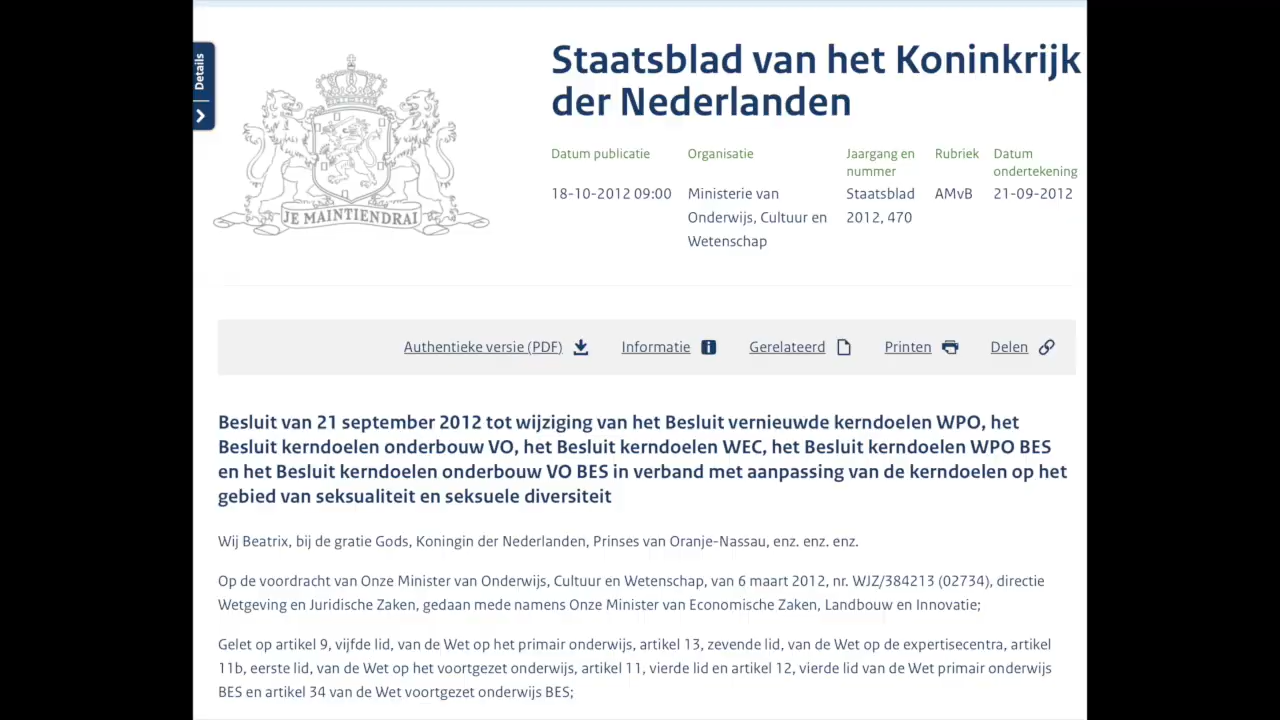 Details
JE MAINTIENDRAI
Staatsblad van het Koninkrijk
der Nederlanden
Datum publicatie
18-10-2012 09:00
Organisatie
Ministerie van
Onderwijs, Cultuur en
Wetenschap
Jaargang en
nummer
Staatsblad
2012, 470
Rubriek
AMvB
Datum
ondertekening
21-09-2012
Authentieke versie (PDF)
Informatie
Gerelateerd
Printen
Delen
Besluit van 21 september 2012 tot wijziging van het Besluit vernieuwde kerndoelen WPO, het
Besluit kerndoelen onderbouw VO, het Besluit kerndoelen WEC, het Besluit kerndoelen WPO BES
en het Besluit kerndoelen onderbouw VO BES in verband met aanpassing van de kerndoelen op het
gebied van seksualiteit en seksuele diversiteit
Wij Beatrix, bij de gratie Gods, Koningin der Nederlanden, Prinses van Oranje-Nassau, enz. enz. enz.
Op de voordracht van Onze Minister van Onderwijs, Cultuur en Wetenschap, van 6 maart 2012, nr. WJZ/384213 (02734), directie
Wetgeving en Juridische Zaken, gedaan mede namens Onze Minister van Economische Zaken, Landbouw en Innovatie;
Gelet op artikel 9, vijfde lid, van de Wet op het primair onderwijs, artikel 13, zevende lid, van de Wet op de expertisecentra, artikel
11b, eerste lid, van de Wet op het voortgezet onderwijs, artikel 11, vierde lid en artikel 12, vierde lid van de Wet primair onderwijs
BES en artikel 34 van de Wet voortgezet onderwijs BES;